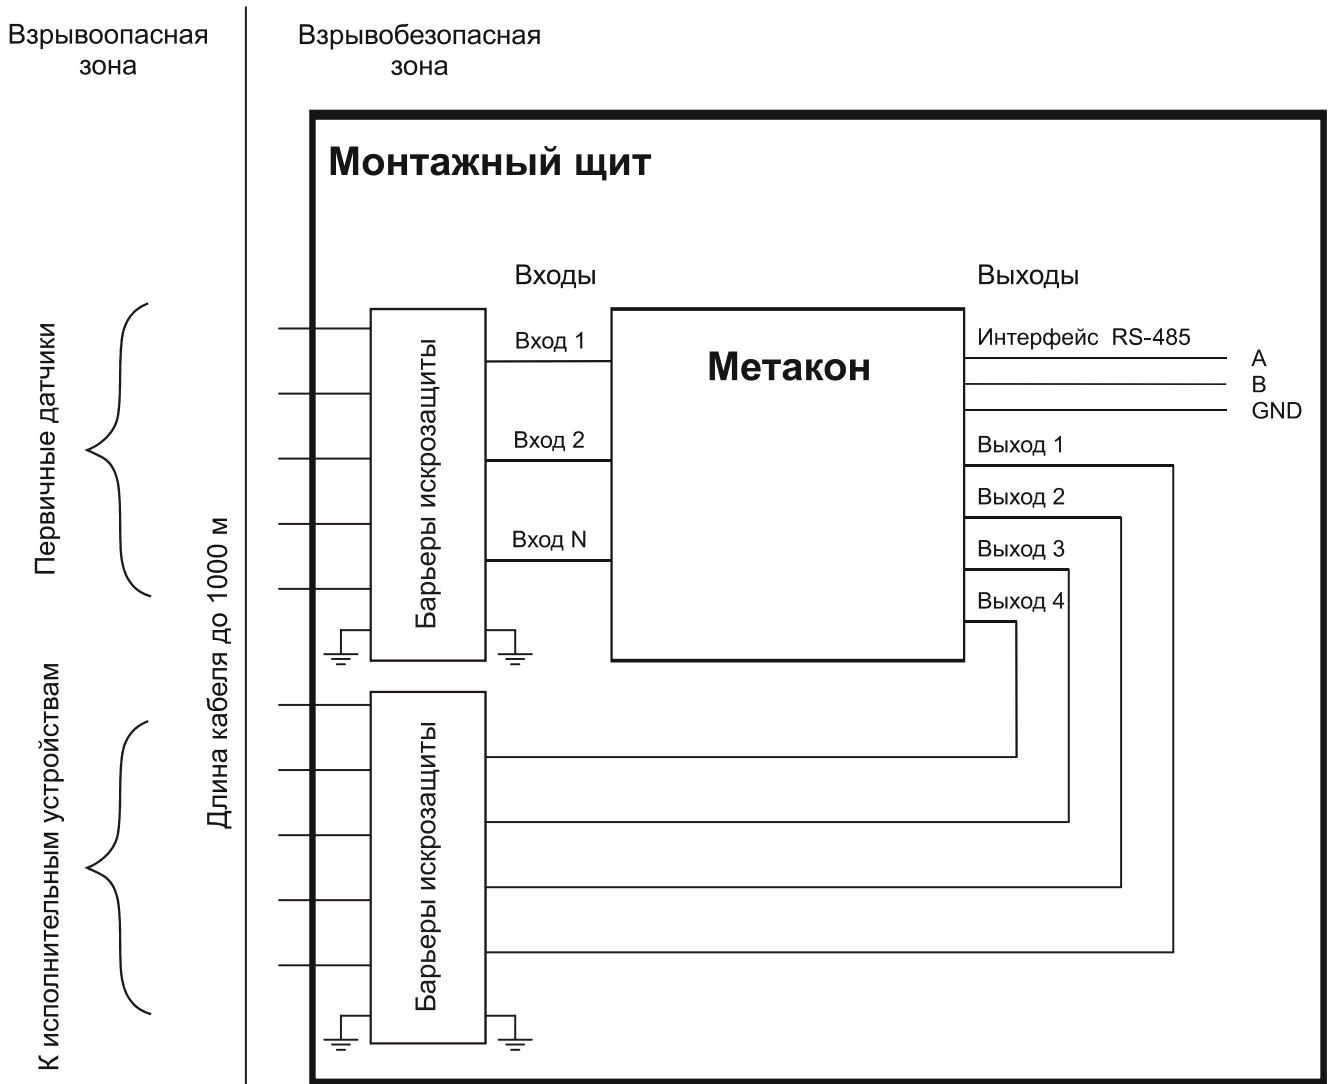 Взрывоопасная
зона
Взрывобезопасная
зона
Монтажный щит
Входы
Выходы
Первичные датчики
Барьеры искрозащиты
Вход 1
Вход 2
Вход N
Метакон
Интерфейс RS-485
A
B
GND
Выход 1
Выход 2
Выход 3
Выход 4
Длина кабеля до 1000 м
К исполнительным устройствам
Барьеры искрозащиты